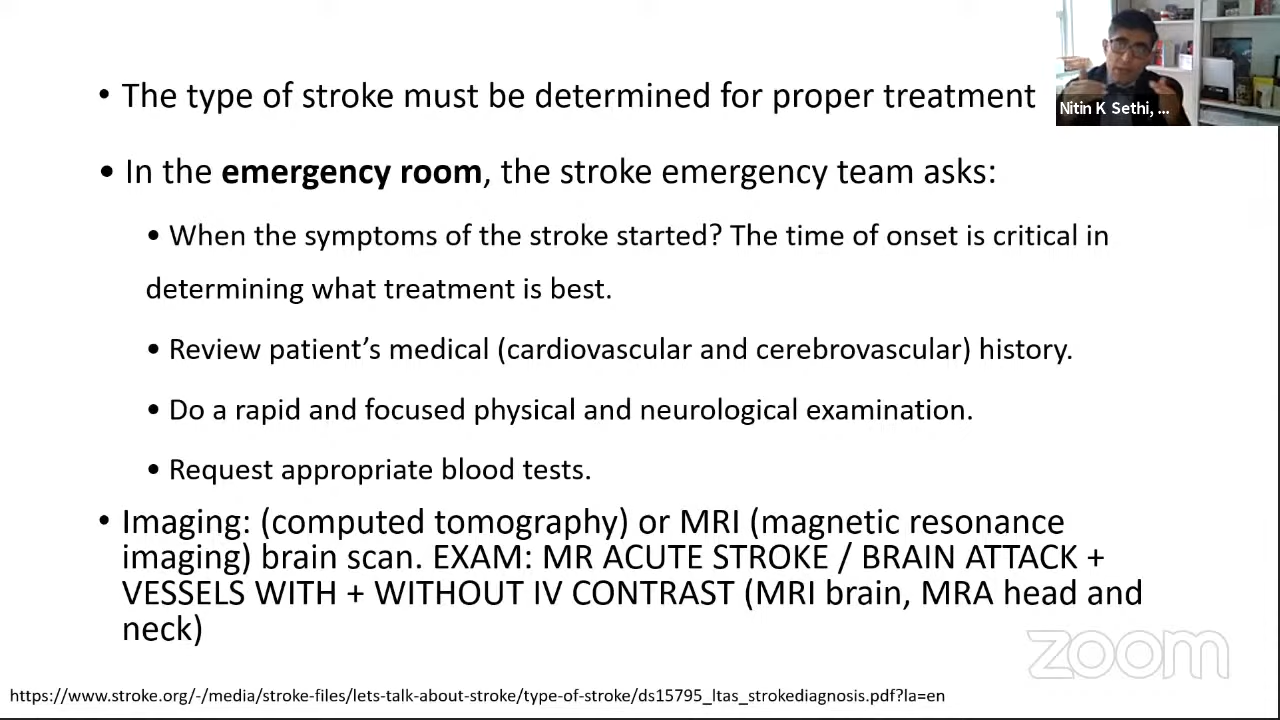 • The type of stroke must be determined for proper treatment
Nitin K Sethi, ...
• In the emergency room, the stroke emergency team asks:
• When the symptoms of the stroke started? The time of onset is critical in
determining what treatment is best.
• Review patient’s medical (cardiovascular and cerebrovascular) history.
• Do a rapid and focused physical and neurological examination.
• Request appropriate blood tests.
• Imaging: (computed tomography) or MRI (magnetic resonance
imaging) brain scan. EXAM: MR ACUTE STROKE / BRAIN ATTACK +
VESSELS WITH + WITHOUT IV CONTRAST (MRI brain, MRA head and
neck)
zoom
https://www.stroke.org/-/media/stroke-files/lets-talk-about-stroke/type-of-stroke/ds15795_ltas_strokediagnosis.pdf?la=en